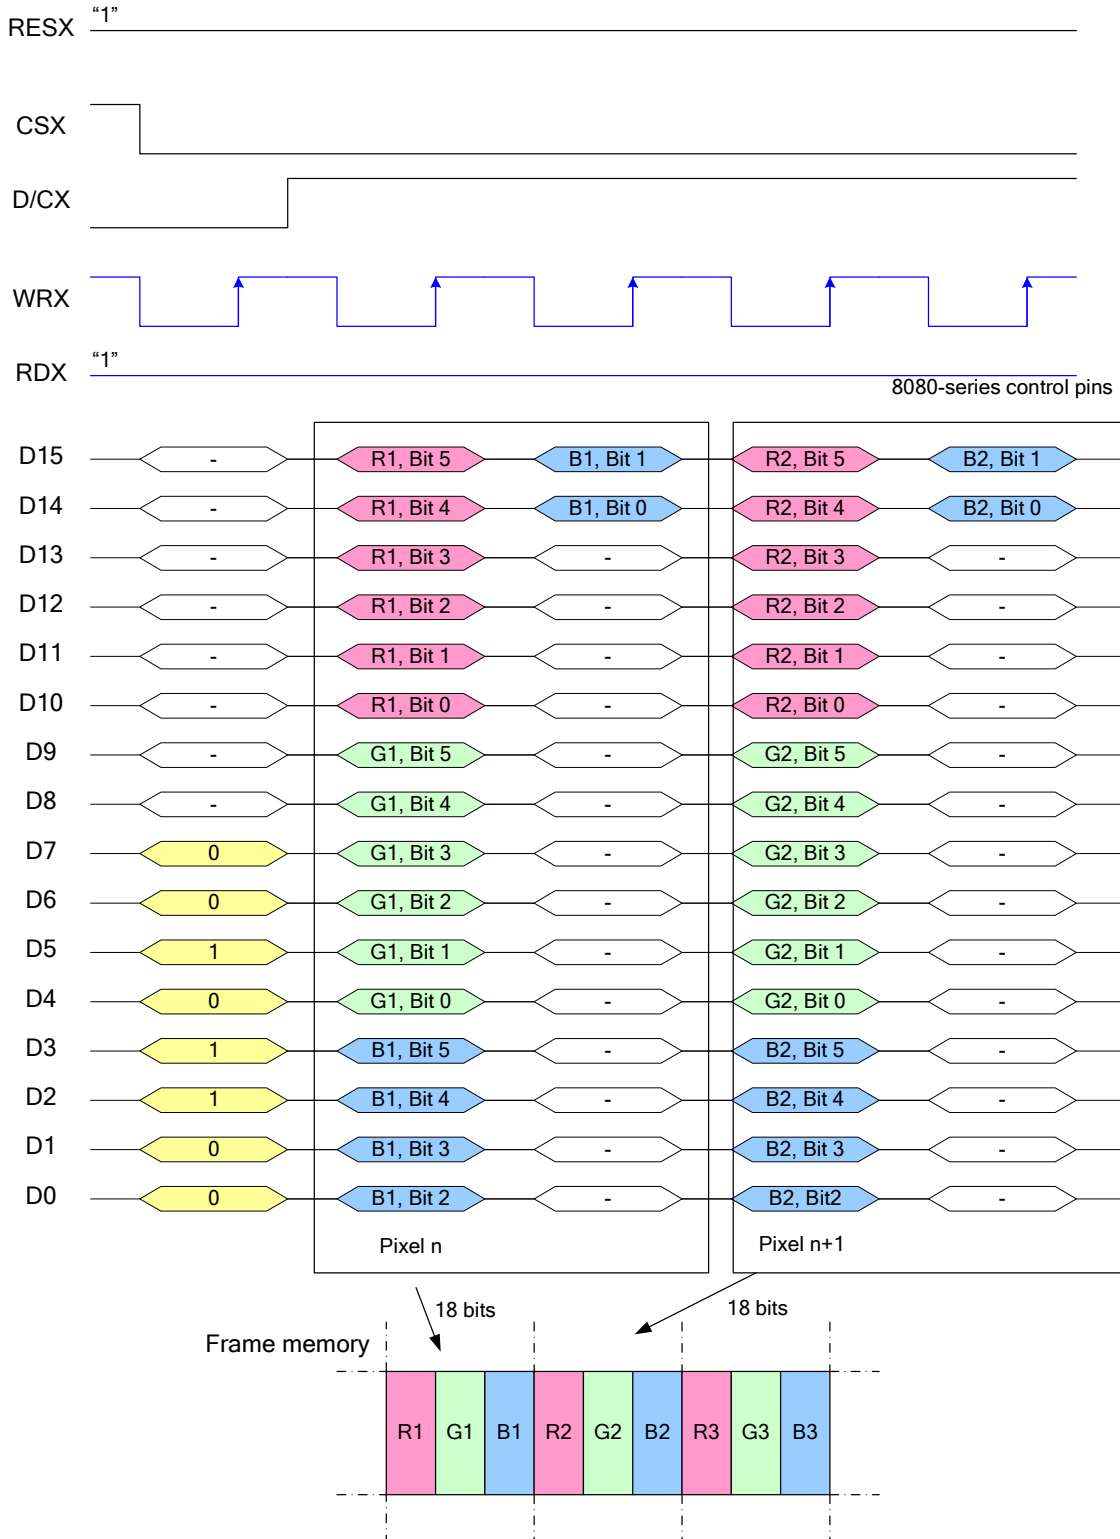 RESX “1”
CSX
D/CX
WRX
RDX “1”
8080-series control pins
D15 - R1, Bit 5 B1, Bit 1 R2, Bit 5 B2, Bit 1
D14 - R1, Bit 4 B1, Bit 0 R2, Bit 4 B2, Bit 0
D13 - R1, Bit 3 - R2, Bit 3 -
D12 - R1, Bit 2 - R2, Bit 2 -
D11 - R1, Bit 1 - R2, Bit 1 -
D10 - R1, Bit 0 - R2, Bit 0 -
D9 - G1, Bit 5 - G2, Bit 5 -
D8 - G1, Bit 4 - G2, Bit 4 -
D7 0 G1, Bit 3 - G2, Bit 3 -
D6 0 G1, Bit 2 - G2, Bit 2 -
D5 1 G1, Bit 1 - G2, Bit 1 -
D4 0 G1, Bit 0 - G2, Bit 0 -
D3 1 B1, Bit 5 - B2, Bit 5 -
D2 1 B1, Bit 4 - B2, Bit 4 -
D1 0 B1, Bit 3 - B2, Bit 3 -
D0 0 B1, Bit 2 - B2, Bit2 -
Pixel n Pixel n+1
18 bits 18 bits
Frame memory
R1 G1 B1 R2 G2 B2 R3 G3 B3